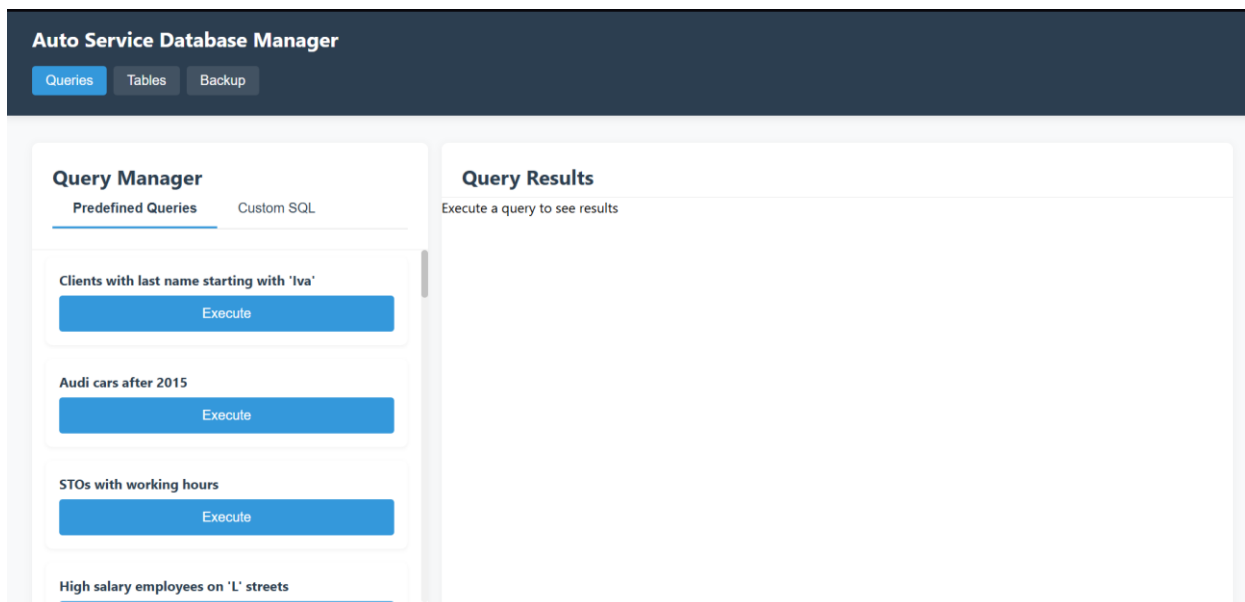 Auto Service Database Manager
Queries Tables Backup
Query Manager
Predefined Queries Custom SQL
Clients with last name starting with 'Iva'
Execute
Audi cars after 2015
Execute
STOs with working hours
Execute
High salary employees on 'L' streets
Query Results
Execute a query to see results